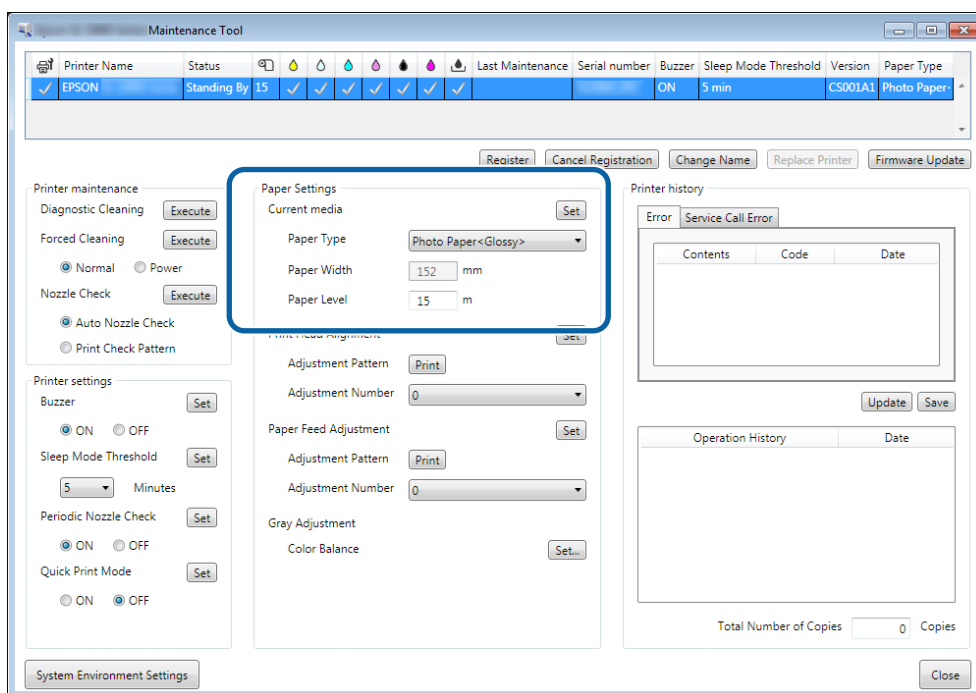 Maintenance Tool
Printer Name Status Last Maintenance Serial number Buzzer Sleep Mode Threshold Version Paper Type
EPSON Standing By 15 ON 5 min CS001A1 Photo Paper
Register Cancel Registration Change Name Replace Printer Firmware Update
Printer maintenance
Diagnostic Cleaning Execute
Forced Cleaning Execute
Normal Power
Nozzle Check Execute
Auto Nozzle Check
Print Check Pattern
Printer settings
Buzzer Set
ON OFF
Sleep Mode Threshold Set
5 Minutes
Periodic Nozzle Check Set
ON OFF
Quick Print Mode Set
ON OFF
Paper Settings
Current media Set
Paper Type Photo Paper<Glossy>
Paper Width 152 mm
Paper Level 15 m
Print Head Alignment Set
Adjustment Pattern Print
Adjustment Number 0
Paper Feed Adjustment Set
Adjustment Pattern Print
Adjustment Number 0
Gray Adjustment
Color Balance Set...
Printer history
Error Service Call Error
Contents Code Date
Update Save
Operation History Date
Total Number of Copies 0 Copies
System Environment Settings Close